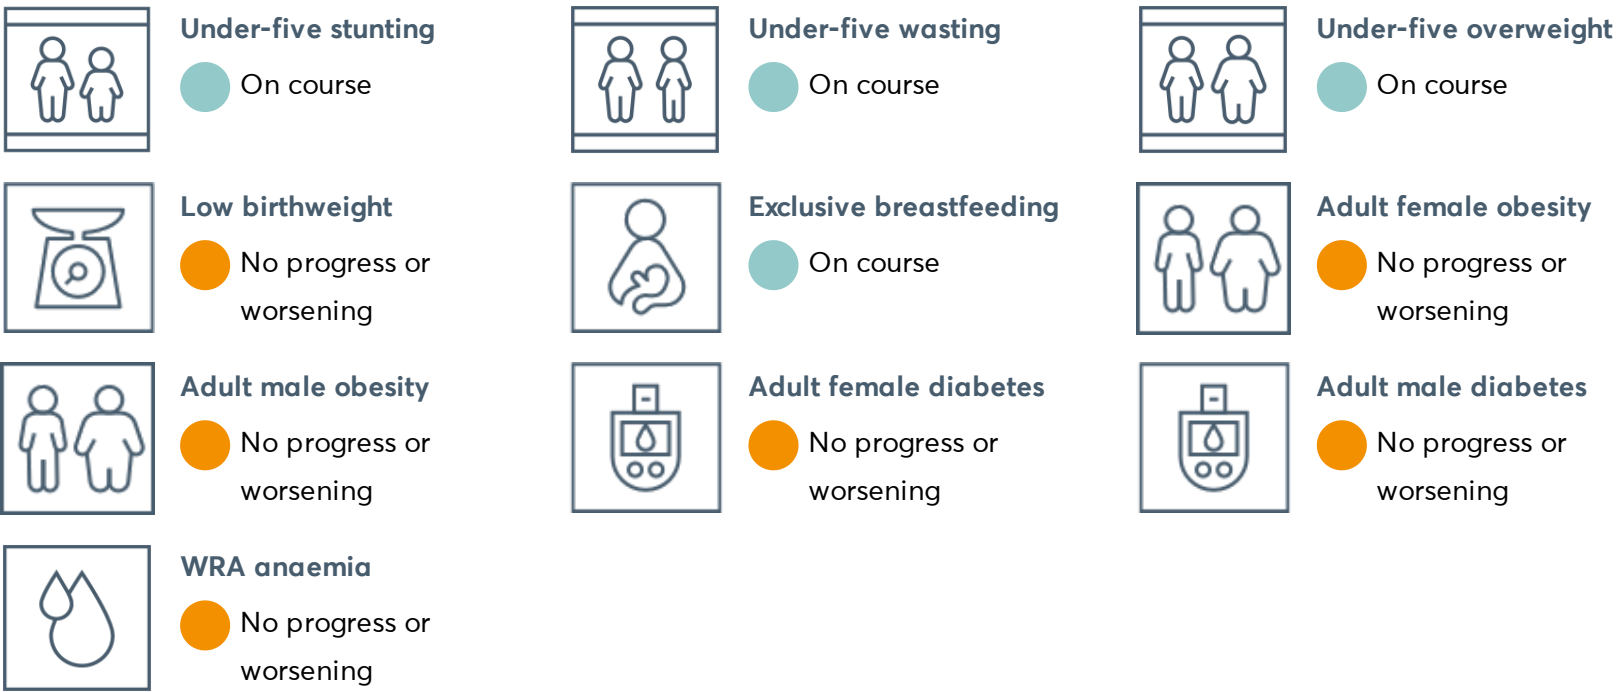 Under-five stunting
On course
Under-five wasting
On course
Under-five overweight
On course
Low birthweight
No progress or
worsening
Exclusive breastfeeding
On course
Adult female obesity
No progress or
worsening
Adult male obesity
No progress or
worsening
Adult female diabetes
No progress or
worsening
Adult male diabetes
No progress or
worsening
WRA anaemia
No progress or
worsening